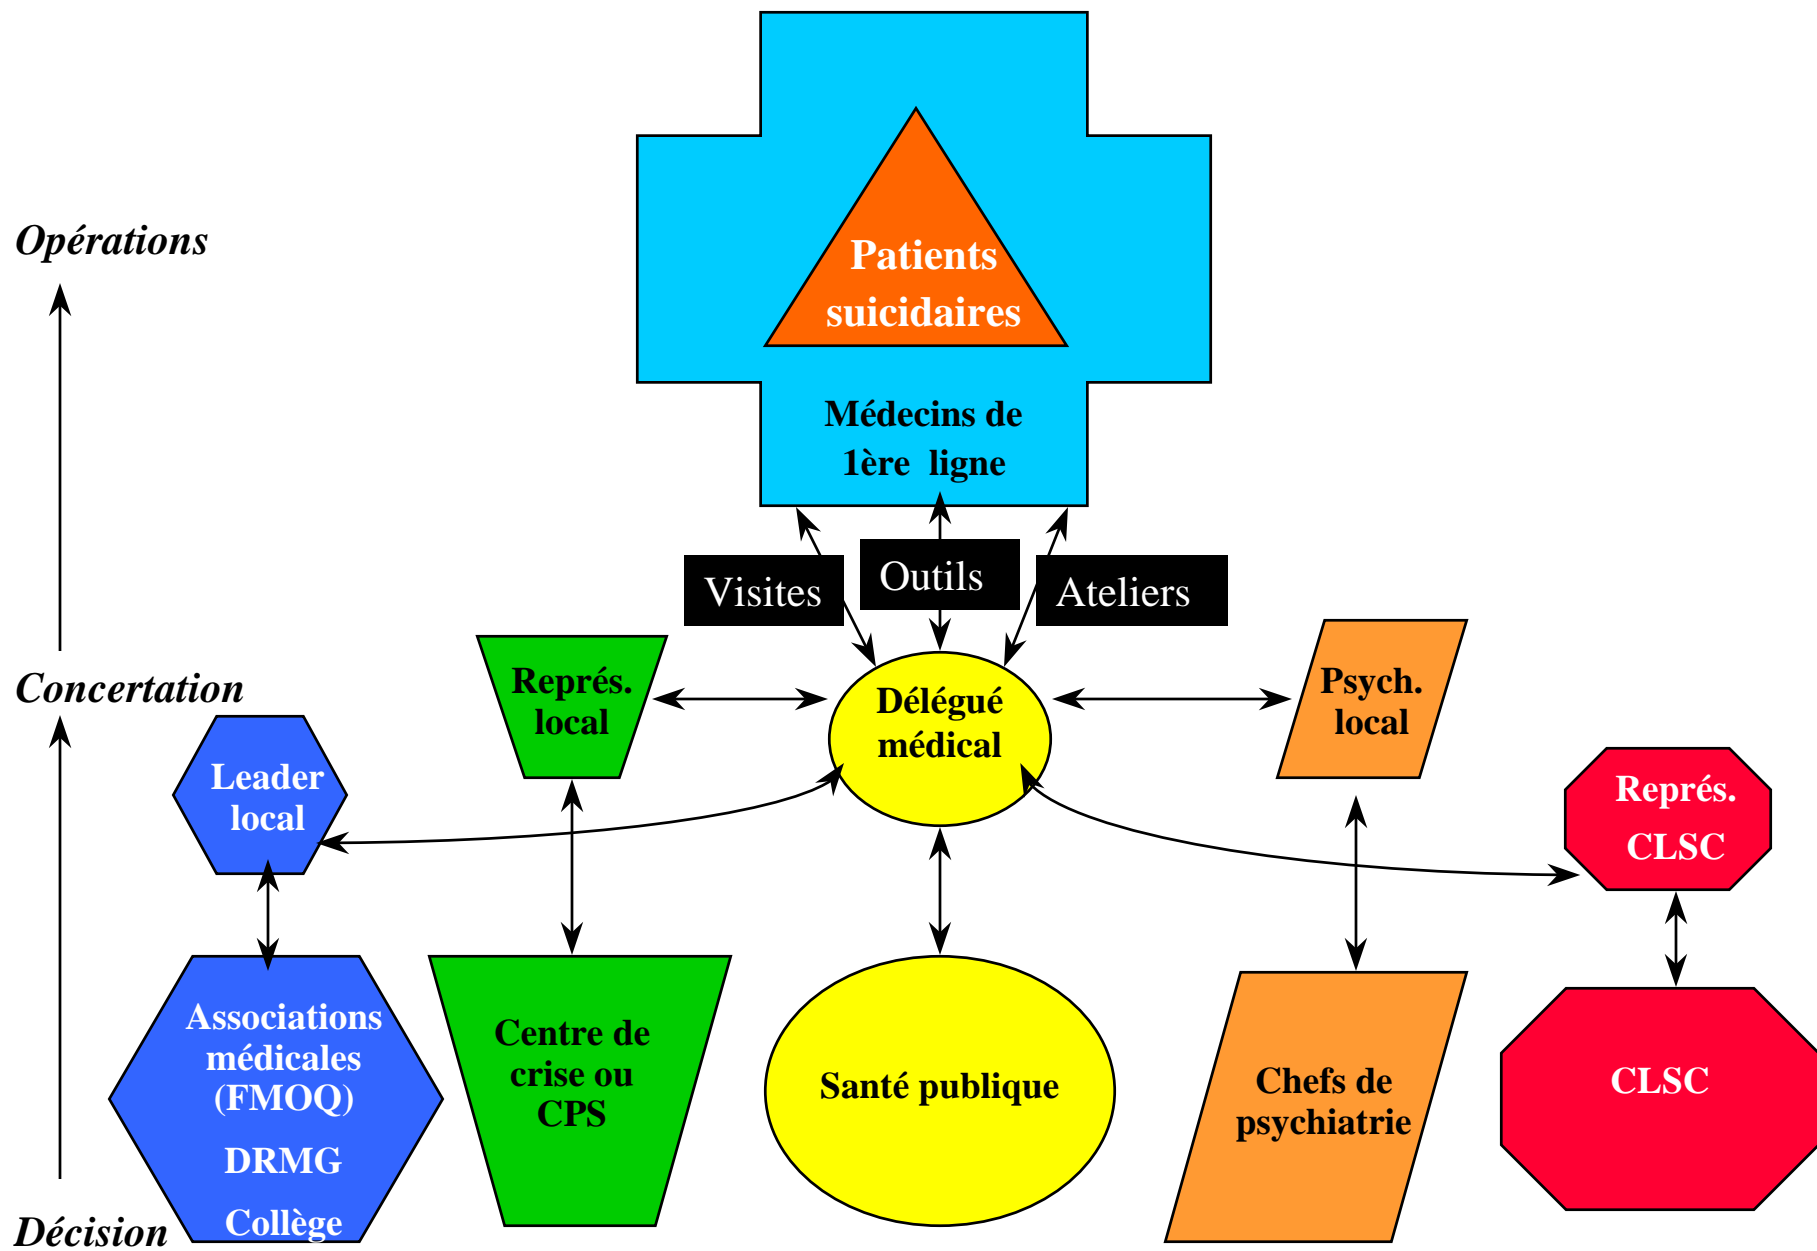 Opérations
Patients
suicidaires
Médecins de
1ère ligne
Visites
Outils
Ateliers
Concertation
Représ.
local
Délégué
médical
Psych.
local
Leader
local
Représ.
CLSC
Associations
médicales
(FMOQ)
DRMG
Collège
Centre de
crise ou
CPS
Santé publique
Chefs de
psychiatrie
CLSC
Décision